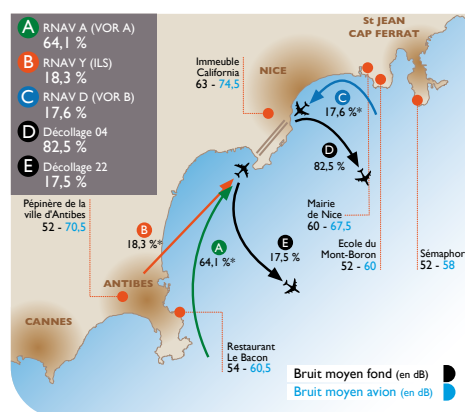 A RNAV A (VOR A)
64,1 %
B RNAV Y (ILS)
18,3 %
C RNAV D (VOR B)
17,6 %
D Décollage 04
82,5 %
E Décollage 22
17,5 %
St JEAN
CAP FERRAT
Immeuble
California
63 - 74,5
NICE
C
17,6 %*
D
82,5 %
Pépinère de la
ville d'Antibes
52 - 70,5
Mairie
de Nice
60 - 67,5
B
18,3 %*
A
64,1 %*
E
17,5 %
Ecole du
Mont-Boron
52 - 60
Sémaphor
52 - 58
ANTIBES
CANNES
Restaurant
Le Bacon
54 - 60,5
Bruit moyen fond (en dB)
Bruit moyen avion (en dB)